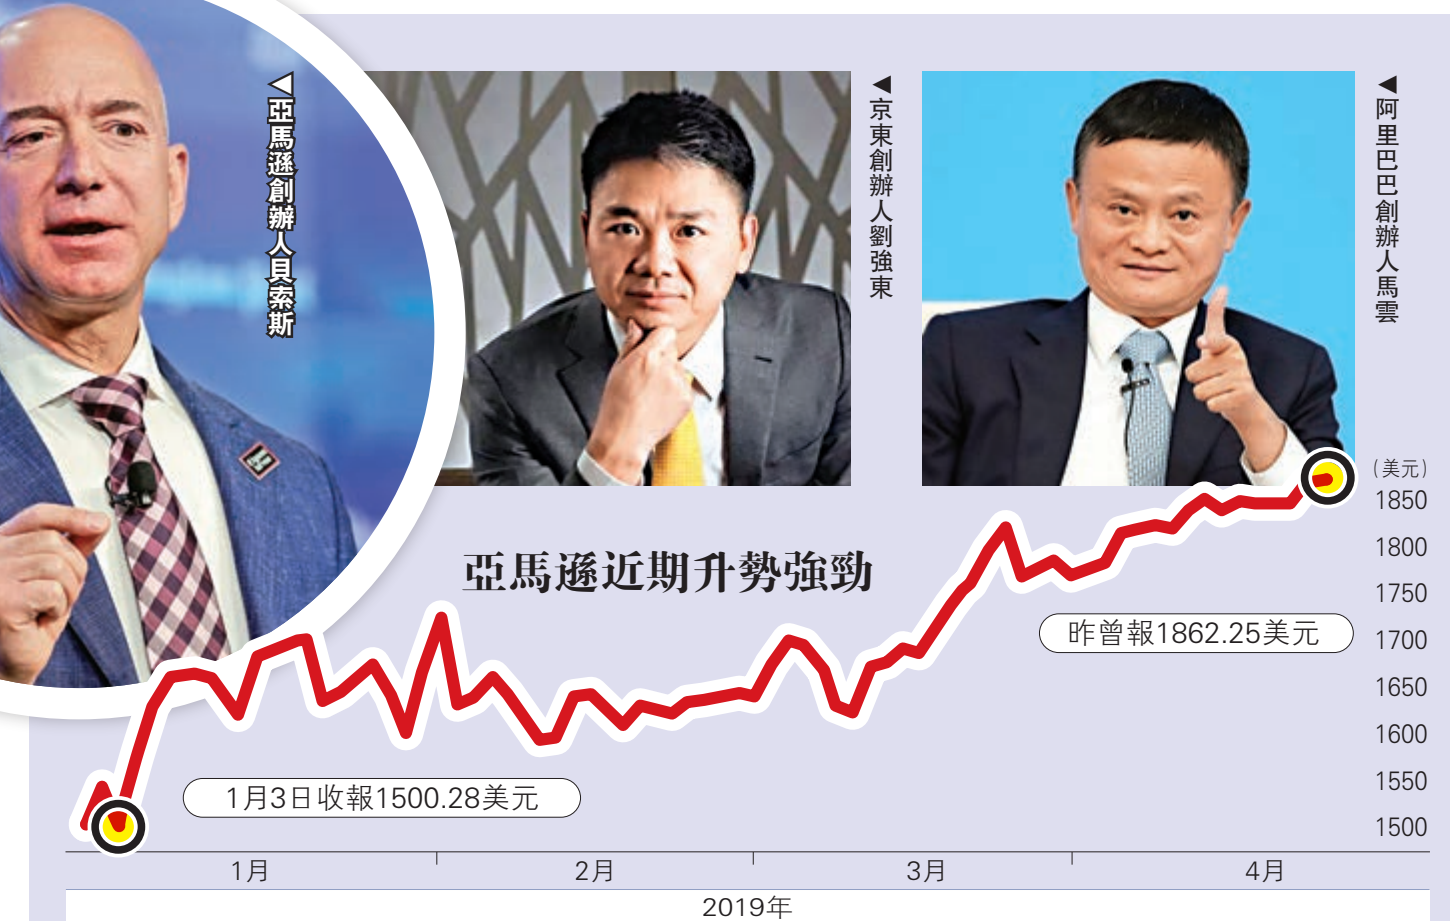 ◀亞馬遜創辦人貝索斯
◀京東創辦人劉強東
◀阿里巴巴創辦人馬雲
亞馬遜近期升勢強勁
（美元）
1850
1800
1750
1700
1650
1600
1550
1500
昨曾報1862.25美元
1月3日收報1500.28美元
1月 2月 3月 4月
2019年